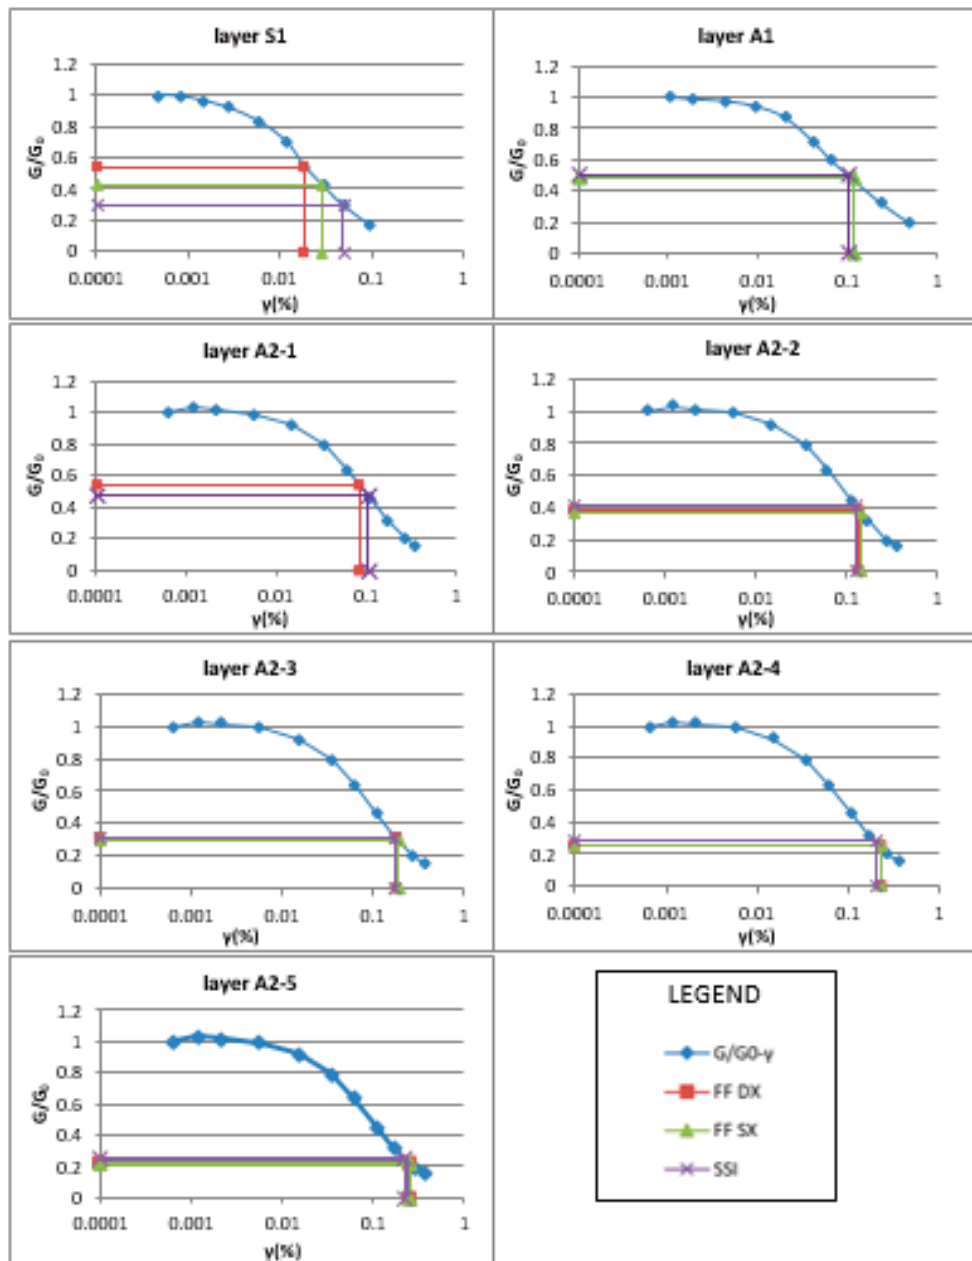 layer S1
1.2
1
0.8
0.6
0.4
0.2
0
G/G₀
0.0001 0.001 0.01 0.1 1
γ(%)
layer A1
1.2
1
0.8
0.6
0.4
0.2
0
G/G₀
0.0001 0.001 0.01 0.1 1
γ(%)
layer A2-1
1.2
1
0.8
0.6
0.4
0.2
0
G/G₀
0.0001 0.001 0.01 0.1 1
γ(%)
layer A2-2
1.2
1
0.8
0.6
0.4
0.2
0
G/G₀
0.0001 0.001 0.01 0.1 1
γ(%)
layer A2-3
1.2
1
0.8
0.6
0.4
0.2
0
G/G₀
0.0001 0.001 0.01 0.1 1
γ(%)
layer A2-4
1.2
1
0.8
0.6
0.4
0.2
0
G/G₀
0.0001 0.001 0.01 0.1 1
γ(%)
layer A2-5
1.2
1
0.8
0.6
0.4
0.2
0
G/G₀
0.0001 0.001 0.01 0.1 1
γ(%)
LEGEND
G/G0-γ
FF DX
FF SX
SSI